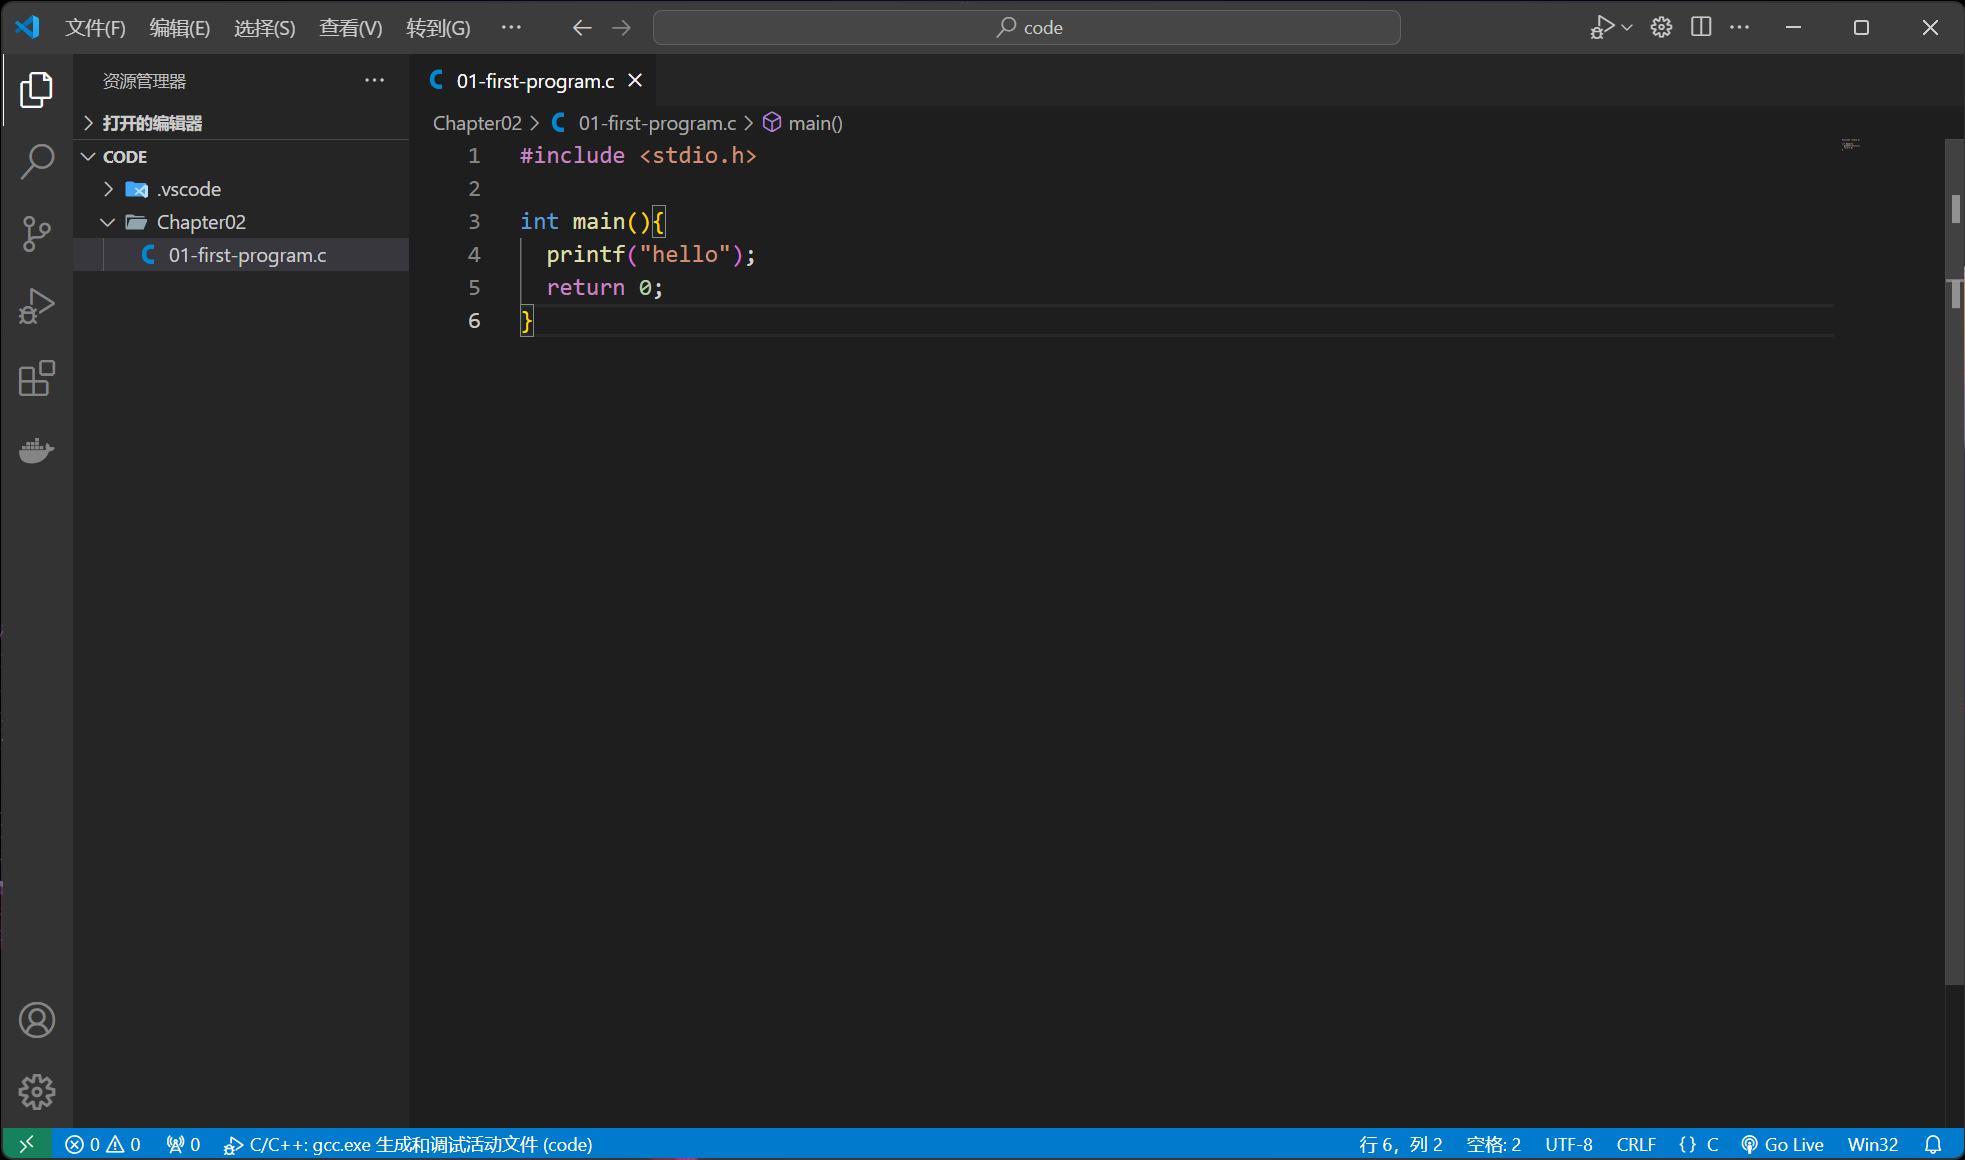 文件(F) 编辑(E) 选择(S) 查看(V) 转到(G) ··· code
资源管理器
01-first-program.c
打开的编辑器
Chapter02 > 01-first-program.c > main()
CODE
.vscode
Chapter02
01-first-program.c
1 #include <stdio.h>
2
3 int main(){
4 printf("hello");
5 return 0;
6 }
0 0 0 C/C++: gcc.exe 生成和调试活动文件 (code) 行 6，列 2 空格: 2 UTF-8 CRLF {} C Go Live Win32